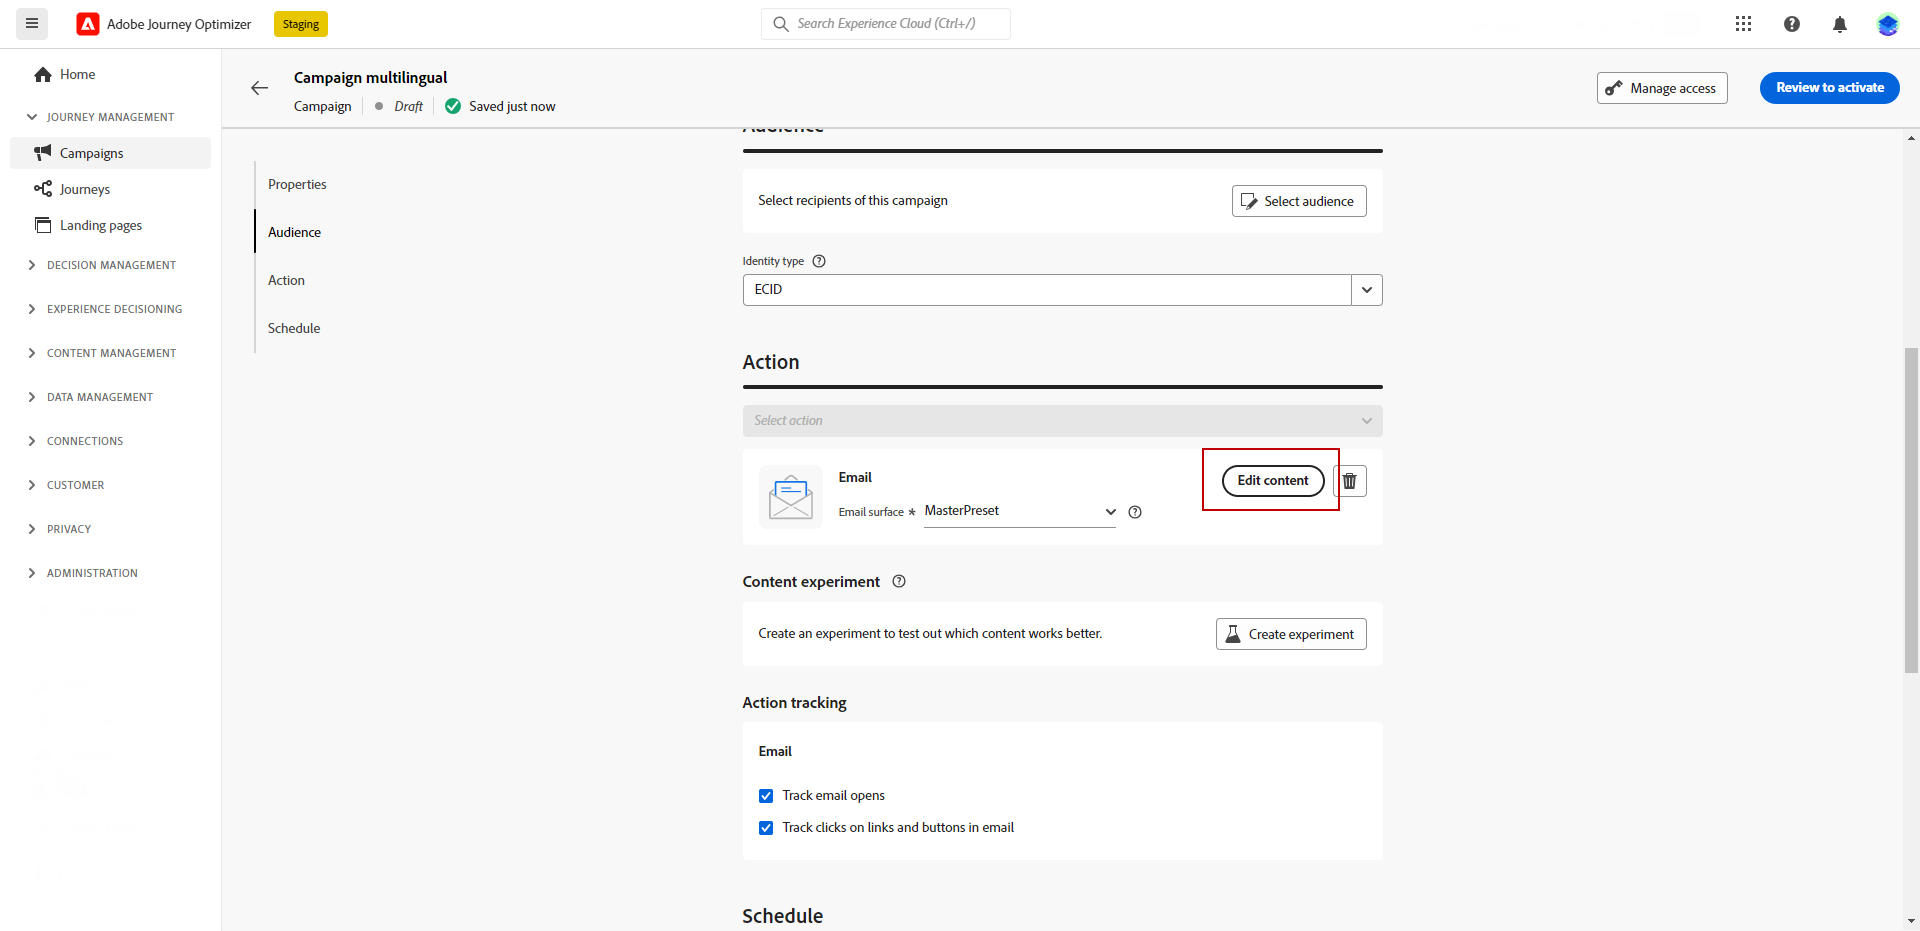 Adobe Journey Optimizer
Staging
Search Experience Cloud (Ctrl+/)
Home
JOURNEY MANAGEMENT
Campaigns
Journeys
Landing pages
DECISION MANAGEMENT
EXPERIENCE DECISIONING
CONTENT MANAGEMENT
DATA MANAGEMENT
CONNECTIONS
CUSTOMER
PRIVACY
ADMINISTRATION
Campaign multilingual
Campaign
Draft
Saved just now
Manage access
Review to activate
Properties
Audience
Action
Schedule
Audience
Select recipients of this campaign
Select audience
Identity type
ECID
Action
Select action
Email
Edit content
Email surface *
MasterPreset
Content experiment
Create an experiment to test out which content works better.
Create experiment
Action tracking
Email
Track email opens
Track clicks on links and buttons in email
Schedule